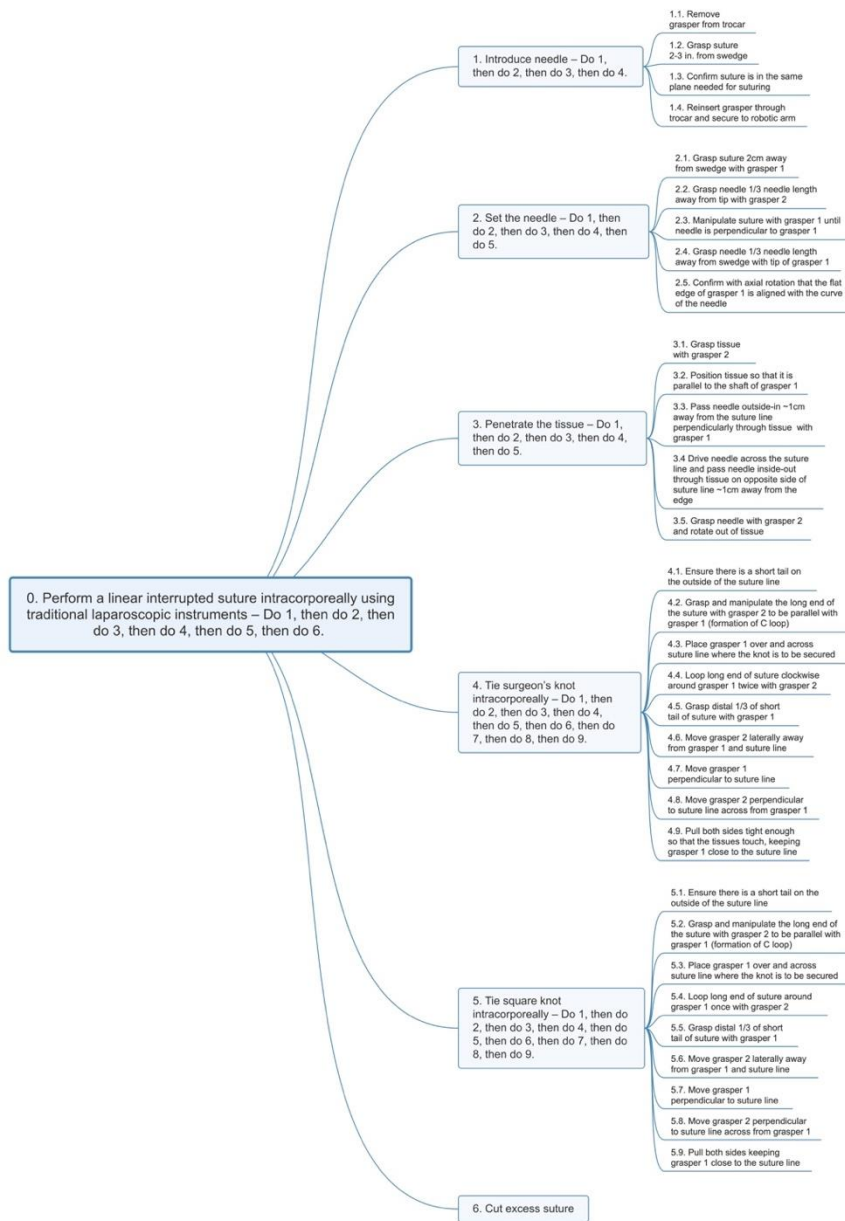 0. Perform a linear interrupted suture intracorporeally using
traditional laparoscopic instruments – Do 1, then do 2, then
do 3, then do 4, then do 5, then do 6.
1. Introduce needle – Do 1,
then do 2, then do 3, then do 4.
1.1. Remove
grasper from trocar
1.2. Grasp suture
2-3 in. from swedge
1.3. Confirm suture is in the same
plane needed for suturing
1.4. Reinsert grasper through
trocar and secure to robotic arm
2. Set the needle – Do 1, then
do 2, then do 3, then do 4, then
do 5.
2.1. Grasp suture 2cm away
from swedge with grasper 1
2.2. Grasp needle 1/3 needle length
away from tip with grasper 2
2.3. Manipulate suture with grasper 1 until
needle is perpendicular to grasper 1
2.4. Grasp needle 1/3 needle length
away from swedge with tip of grasper 1
2.5. Confirm with axial rotation that the flat
edge of grasper 1 is aligned with the curve
of the needle
3. Penetrate the tissue – Do 1,
then do 2, then do 3, then do 4,
then do 5.
3.1. Grasp tissue
with grasper 2
3.2. Position tissue so that it is
parallel to the shaft of grasper 1
3.3. Pass needle outside-in ~1cm
away from the suture line
perpendicularly through tissue with
grasper 1
3.4 Drive needle across the suture
line and pass needle inside-out
through tissue on opposite side of
suture line ~1cm away from the
edge
3.5. Grasp needle with grasper 2
and rotate out of tissue
4. Tie surgeon's knot
intracorporeally – Do 1, then
do 2, then do 3, then do 4,
then do 5, then do 6, then do
7, then do 8, then do 9.
4.1. Ensure there is a short tail on
the outside of the suture line
4.2. Grasp and manipulate the long end of
the suture with grasper 2 to be parallel with
grasper 1 (formation of C loop)
4.3. Place grasper 1 over and across
suture line where the knot is to be secured
4.4. Loop long end of suture clockwise
around grasper 1 twice with grasper 2
4.5. Grasp distal 1/3 of short
tail of suture with grasper 1
4.6. Move grasper 2 laterally away
from grasper 1 and suture line
4.7. Move grasper 1
perpendicular to suture line
4.8. Move grasper 2 perpendicular
to suture line across from grasper 1
4.9. Pull both sides tight enough
so that the tissues touch, keeping
grasper 1 close to the suture line
5. Tie square knot
intracorporeally – Do 1, then do
2, then do 3, then do 4, then do
5, then do 6, then do 7, then do
8, then do 9.
5.1. Ensure there is a short tail on the
outside of the suture line
5.2. Grasp and manipulate the long end of
the suture with grasper 2 to be parallel with
grasper 1 (formation of C loop)
5.3. Place grasper 1 over and across
suture line where the knot is to be secured
5.4. Loop long end of suture around
grasper 1 once with grasper 2
5.5. Grasp distal 1/3 of short
tail of suture with grasper 1
5.6. Move grasper 2 laterally away
from grasper 1 and suture line
5.7. Move grasper 1
perpendicular to suture line
5.8. Move grasper 2 perpendicular
to suture line across from grasper 1
5.9. Pull both sides keeping
grasper 1 close to the suture line
6. Cut excess suture